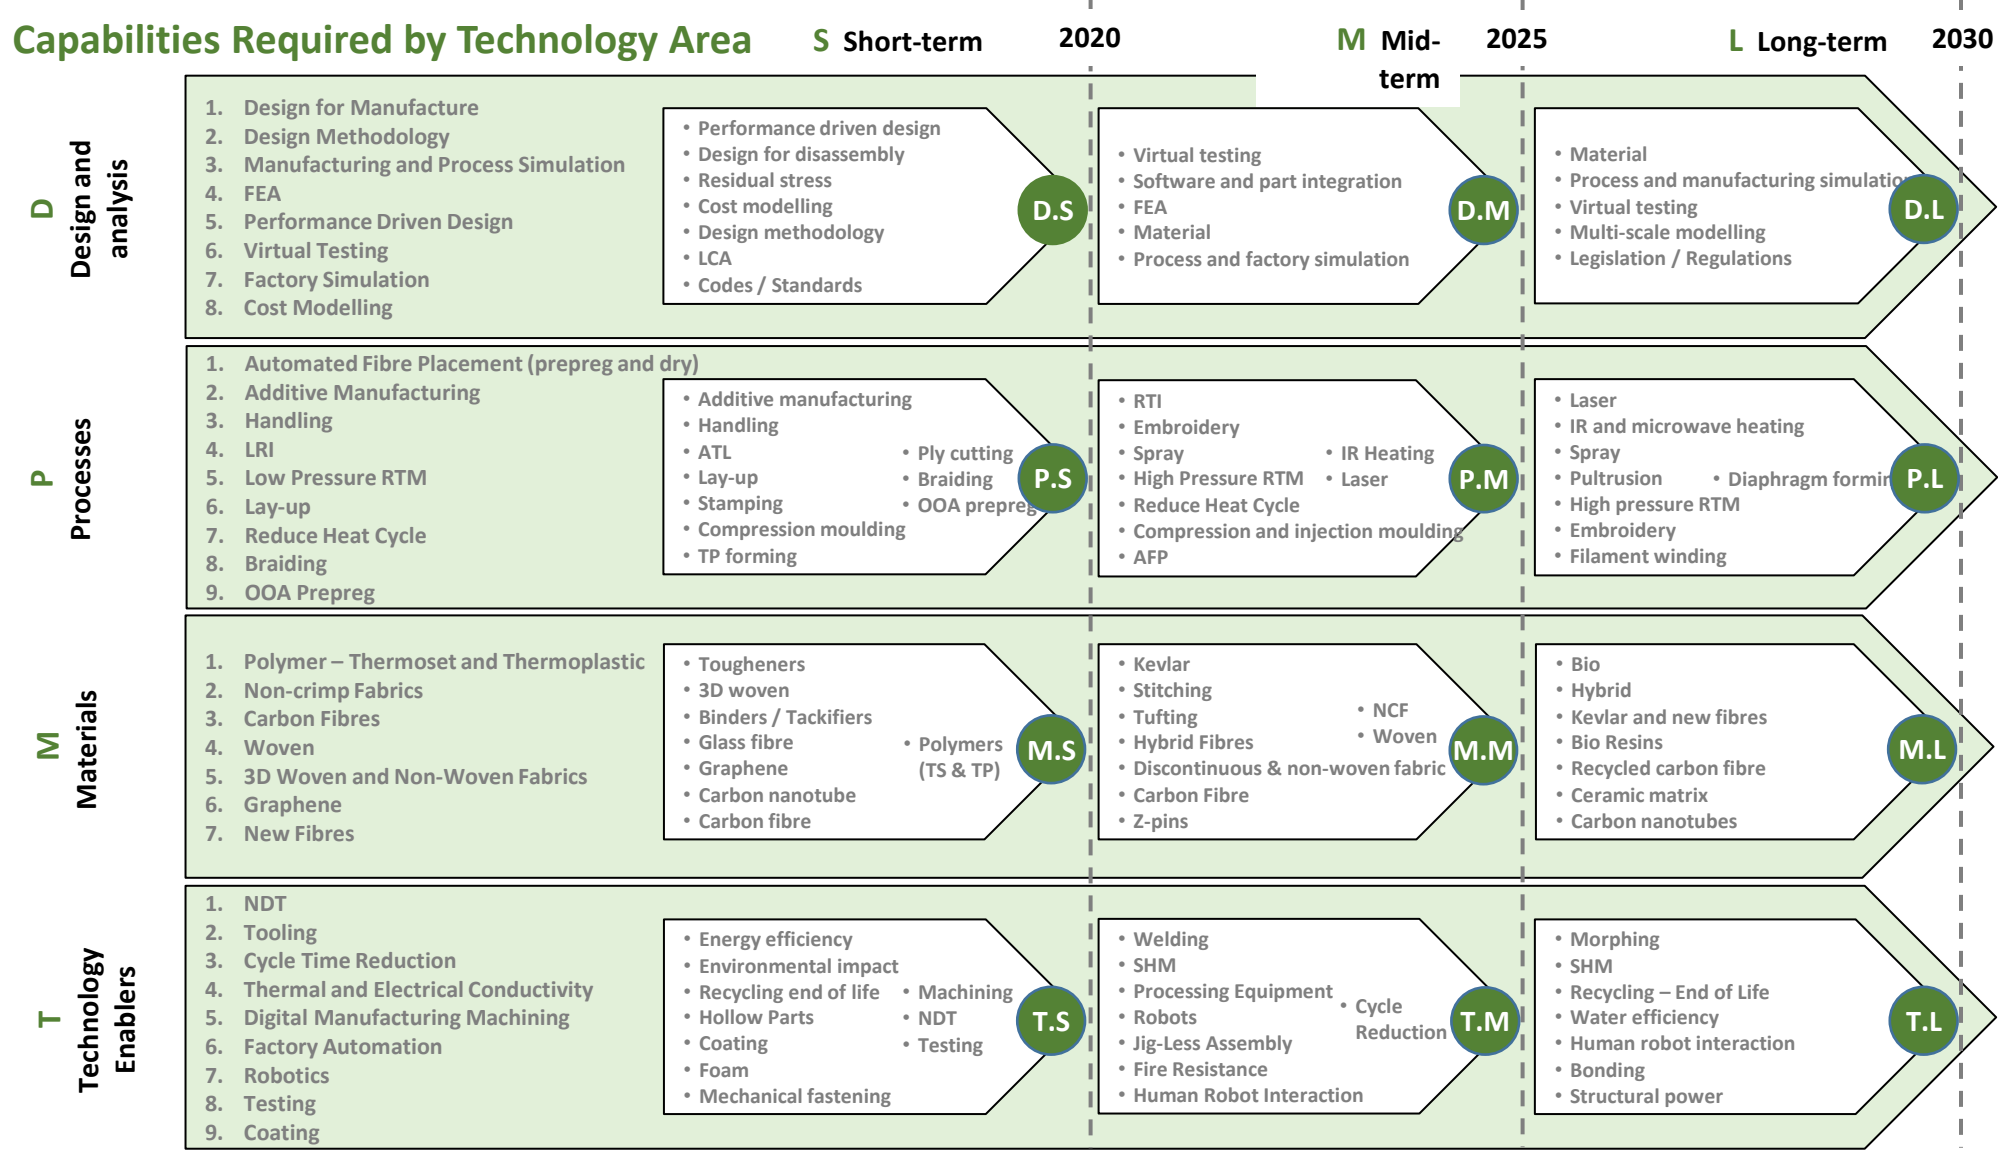 Capabilities Required by Technology Area
S Short-term
2020
M Mid-
term
2025
L Long-term
2030
D
Design and
analysis
1. Design for Manufacture
2. Design Methodology
3. Manufacturing and Process Simulation
4. FEA
5. Performance Driven Design
6. Virtual Testing
7. Factory Simulation
8. Cost Modelling
• Performance driven design
• Design for disassembly
• Residual stress
• Cost modelling
• Design methodology
• LCA
• Codes / Standards
D.S
• Virtual testing
• Software and part integration
• FEA
• Material
• Process and factory simulation
D.M
• Material
• Process and manufacturing simulation
• Virtual testing
• Multi-scale modelling
• Legislation / Regulations
D.L
P
Processes
1. Automated Fibre Placement (prepreg and dry)
2. Additive Manufacturing
3. Handling
4. LRI
5. Low Pressure RTM
6. Lay-up
7. Reduce Heat Cycle
8. Braiding
9. OOA Prepreg
• Additive manufacturing
• Handling
• ATL
• Lay-up
• Stamping
• Compression moulding
• TP forming
• Ply cutting
• Braiding
• OOA prepreg
P.S
• RTI
• Embroidery
• Spray
• High Pressure RTM
• Reduce Heat Cycle
• Compression and injection moulding
• AFP
• IR Heating
• Laser
P.M
• Laser
• IR and microwave heating
• Spray
• Pultrusion
• High pressure RTM
• Embroidery
• Filament winding
• Diaphragm formin
P.L
M
Materials
1. Polymer – Thermoset and Thermoplastic
2. Non-crimp Fabrics
3. Carbon Fibres
4. Woven
5. 3D Woven and Non-Woven Fabrics
6. Graphene
7. New Fibres
• Tougheners
• 3D woven
• Binders / Tackifiers
• Glass fibre
• Graphene
• Carbon nanotube
• Carbon fibre
• Polymers
(TS & TP)
M.S
• Kevlar
• Stitching
• Tufting
• Hybrid Fibres
• Discontinuous & non-woven fabric
• Carbon Fibre
• Z-pins
• NCF
• Woven
M.M
• Bio
• Hybrid
• Kevlar and new fibres
• Bio Resins
• Recycled carbon fibre
• Ceramic matrix
• Carbon nanotubes
M.L
T
Technology
Enablers
1. NDT
2. Tooling
3. Cycle Time Reduction
4. Thermal and Electrical Conductivity
5. Digital Manufacturing Machining
6. Factory Automation
7. Robotics
8. Testing
9. Coating
• Energy efficiency
• Environmental impact
• Recycling end of life
• Hollow Parts
• Coating
• Foam
• Mechanical fastening
• Machining
• NDT
• Testing
T.S
• Welding
• SHM
• Processing Equipment
• Robots
• Jig-Less Assembly
• Fire Resistance
• Human Robot Interaction
• Cycle
Reduction
T.M
• Morphing
• SHM
• Recycling – End of Life
• Water efficiency
• Human robot interaction
• Bonding
• Structural power
T.L